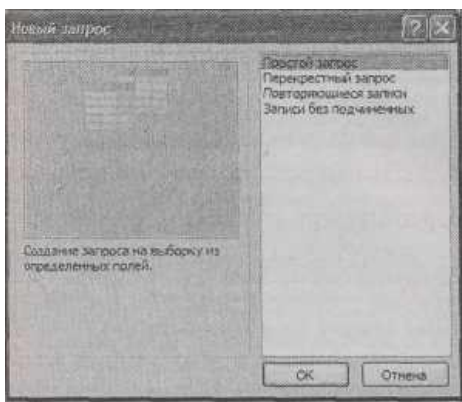 Новый запрос
Простой запрос
Перекрестный запрос
Повторяющиеся записи
Записи без подчиненных
Создание запроса на выборку из
определенных полей.
OK
Отмена